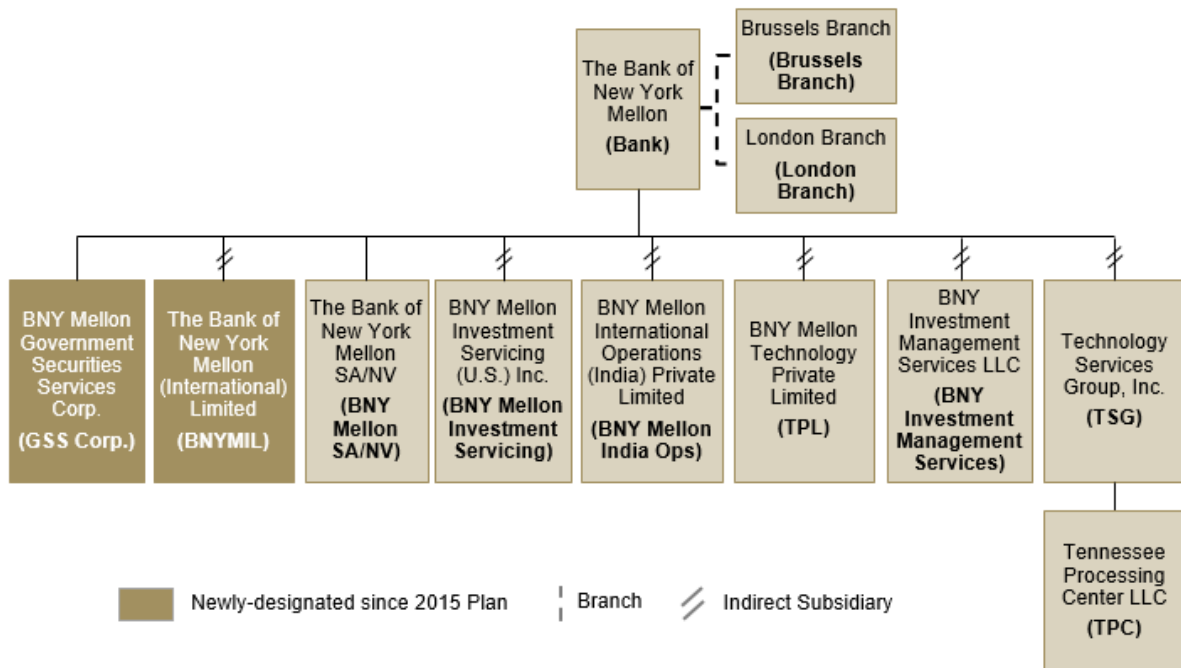 The Bank of
New York
Mellon
(Bank)
Brussels Branch
(Brussels
Branch)
London Branch
(London
Branch)
BNY Mellon
Government
Securities
Services
Corp.
(GSS Corp.)
The Bank of
New York
Mellon
(International)
Limited
(BNYMIL)
The Bank of
New York
Mellon
SA/NV
(BNY
Mellon
SA/NV)
BNY Mellon
Investment
Servicing
(U.S.) Inc.
(BNY Mellon
Investment
Servicing)
BNY Mellon
International
Operations
(India) Private
Limited
(BNY Mellon
India Ops)
BNY Mellon
Technology
Private
Limited
(TPL)
BNY
Investment
Management
Services LLC
(BNY
Investment
Management
Services)
Technology
Services
Group, Inc.
(TSG)
Tennessee
Processing
Center LLC
(TPC)
Newly-designated since 2015 Plan
Branch
Indirect Subsidiary